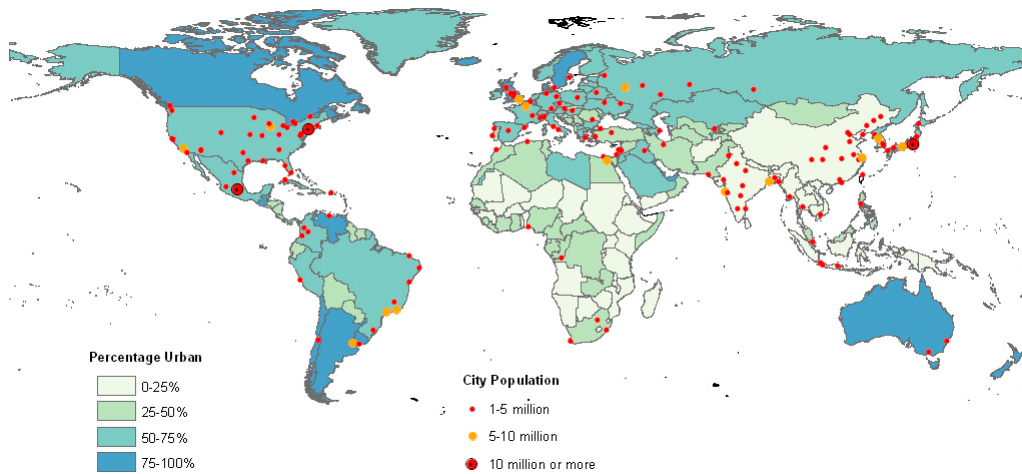 Percentage Urban
0-25%
25-50%
50-75%
75-100%
City Population
1-5 million
5-10 million
10 million or more